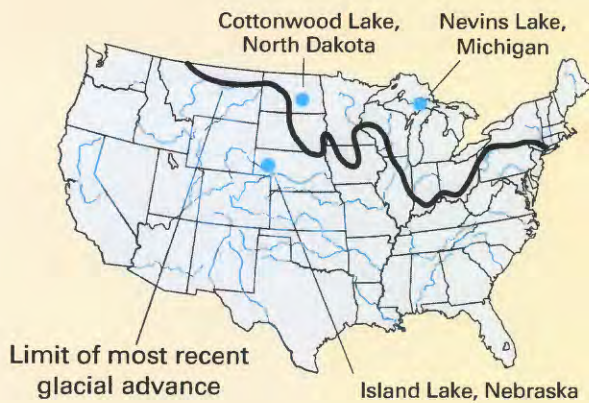 Cottonwood Lake,
North Dakota
Nevins Lake,
Michigan
Limit of most recent
glacial advance
Island Lake, Nebraska